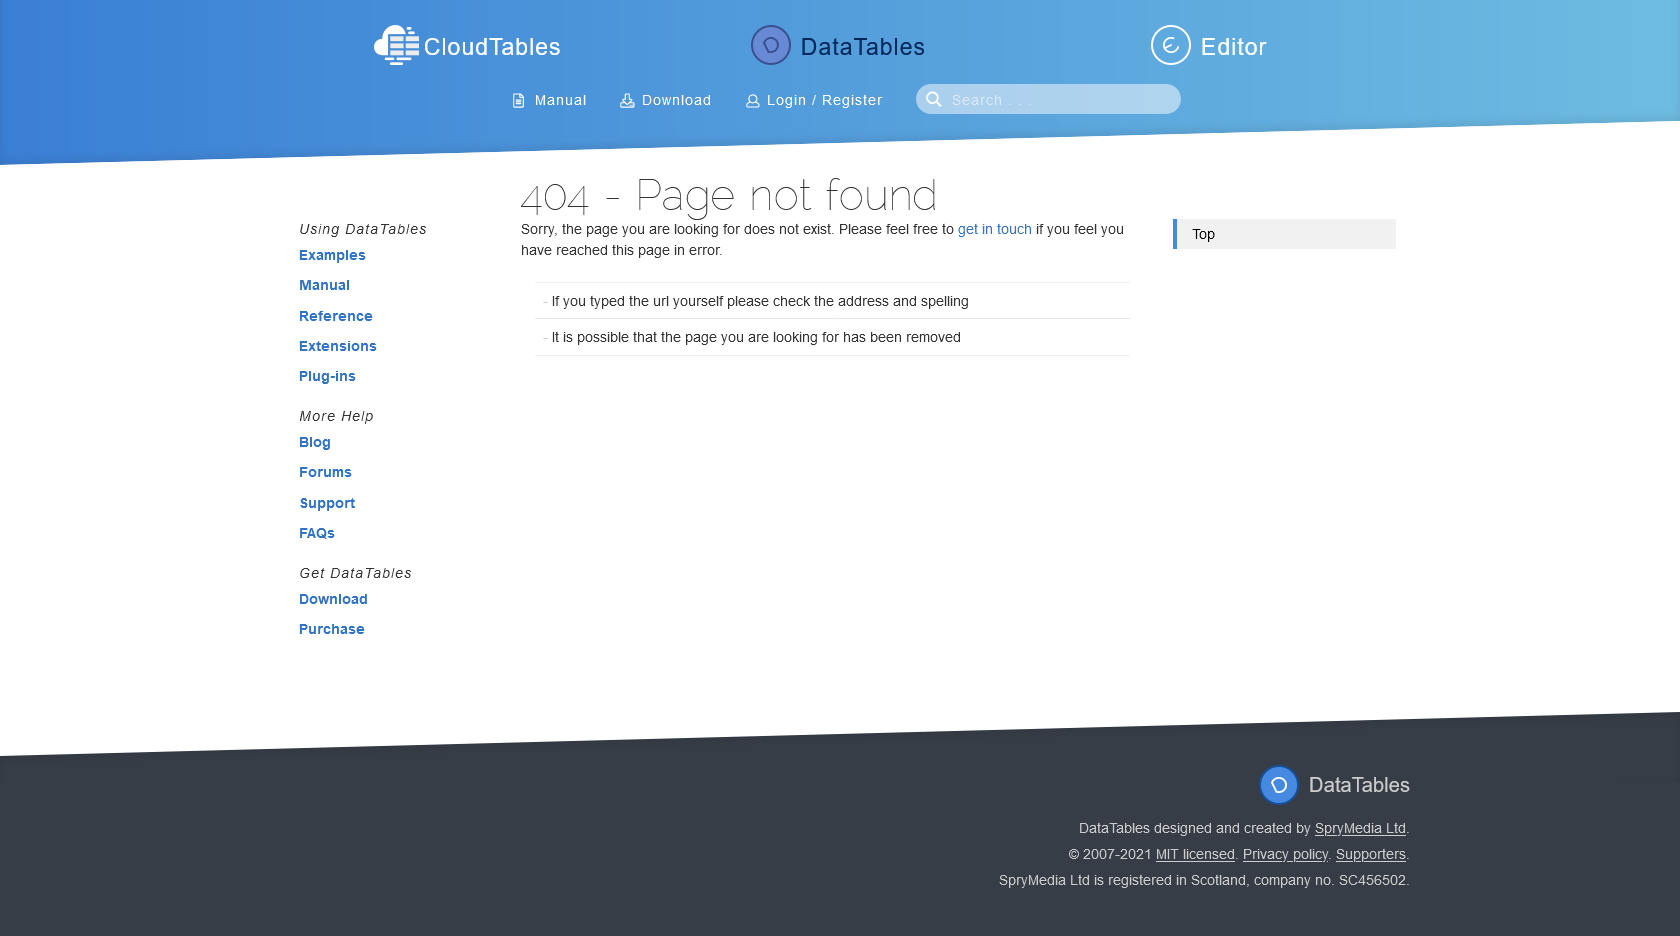 CloudTables
DataTables
Editor
Manual
Download
Login / Register
Search . . .
404 - Page not found
Using DataTables
Examples
Manual
Reference
Extensions
Plug-ins
More Help
Blog
Forums
Support
FAQs
Get DataTables
Download
Purchase
Sorry, the page you are looking for does not exist. Please feel free to get in touch if you feel you
have reached this page in error.
- If you typed the url yourself please check the address and spelling
- It is possible that the page you are looking for has been removed
Top
DataTables
DataTables designed and created by SpryMedia Ltd.
© 2007-2021 MIT licensed. Privacy policy. Supporters.
SpryMedia Ltd is registered in Scotland, company no. SC456502.